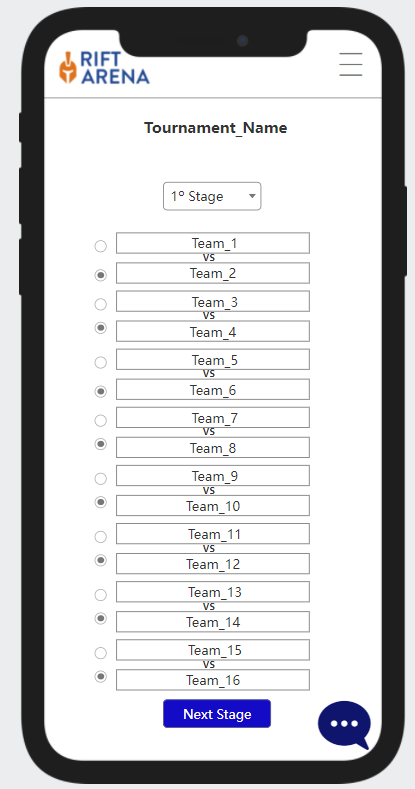 RIFT
ARENA
Tournament_Name
1º Stage
Team_1
vs
Team_2
Team_3
vs
Team_4
Team_5
vs
Team_6
Team_7
vs
Team_8
Team_9
vs
Team_10
Team_11
vs
Team_12
Team_13
vs
Team_14
Team_15
vs
Team_16
Next Stage